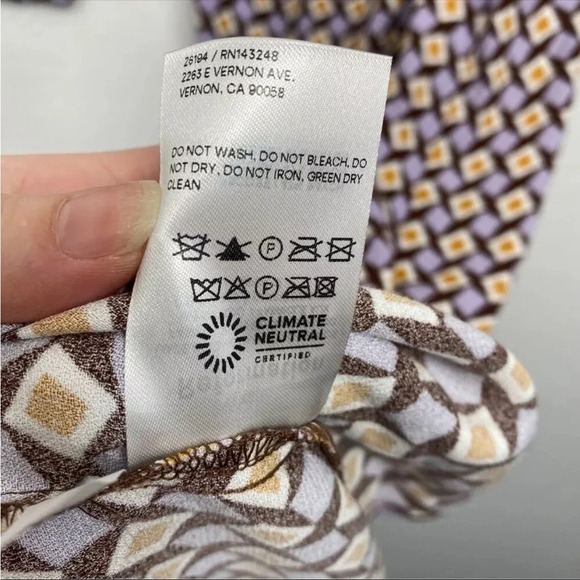 26194 / RN143248
2263 E VERNON AVE.
VERNON, CA 90058
DO NOT WASH, DO NOT BLEACH, DO
NOT DRY, DO NOT IRON, GREEN DRY
CLEAN
P
P
CLIMATE
NEUTRAL
CERTIFIED
Reformation